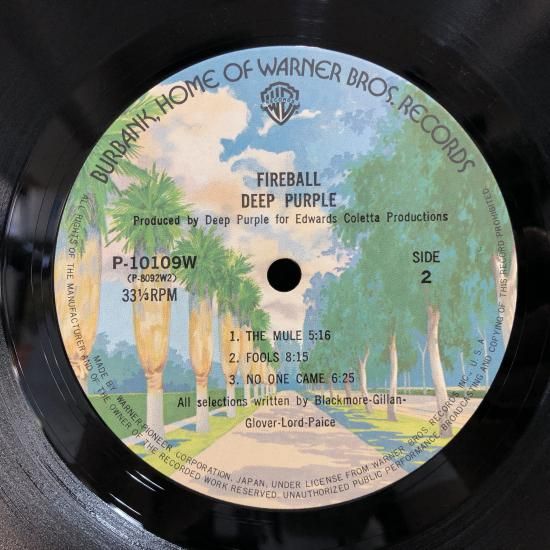 BURBANK, HOME OF WARNER BROS. RECORDS
FIREBALL
DEEP PURPLE
Produced by Deep Purple for Edwards Coletta Productions
P-10109W
(P-8092W2)
33⅓RPM
SIDE
2
1. THE MULE 5:16
2. FOOLS 8:15
3. NO ONE CAME 6:25
All selections written by Blackmore-Gillan-
Glover-Lord-Paice
MADE BY WARNER-PIONEER CORPORATION, JAPAN, UNDER LICENSE FROM WARNER BROS. RECORDS INC., U.S.A.
ALL RIGHTS OF THE MANUFACTURER AND OF THE OWNER OF THE RECORDED WORK RESERVED. UNAUTHORIZED PUBLIC PERFORMANCE, BROADCASTING AND COPYING OF THIS RECORD PROHIBITED